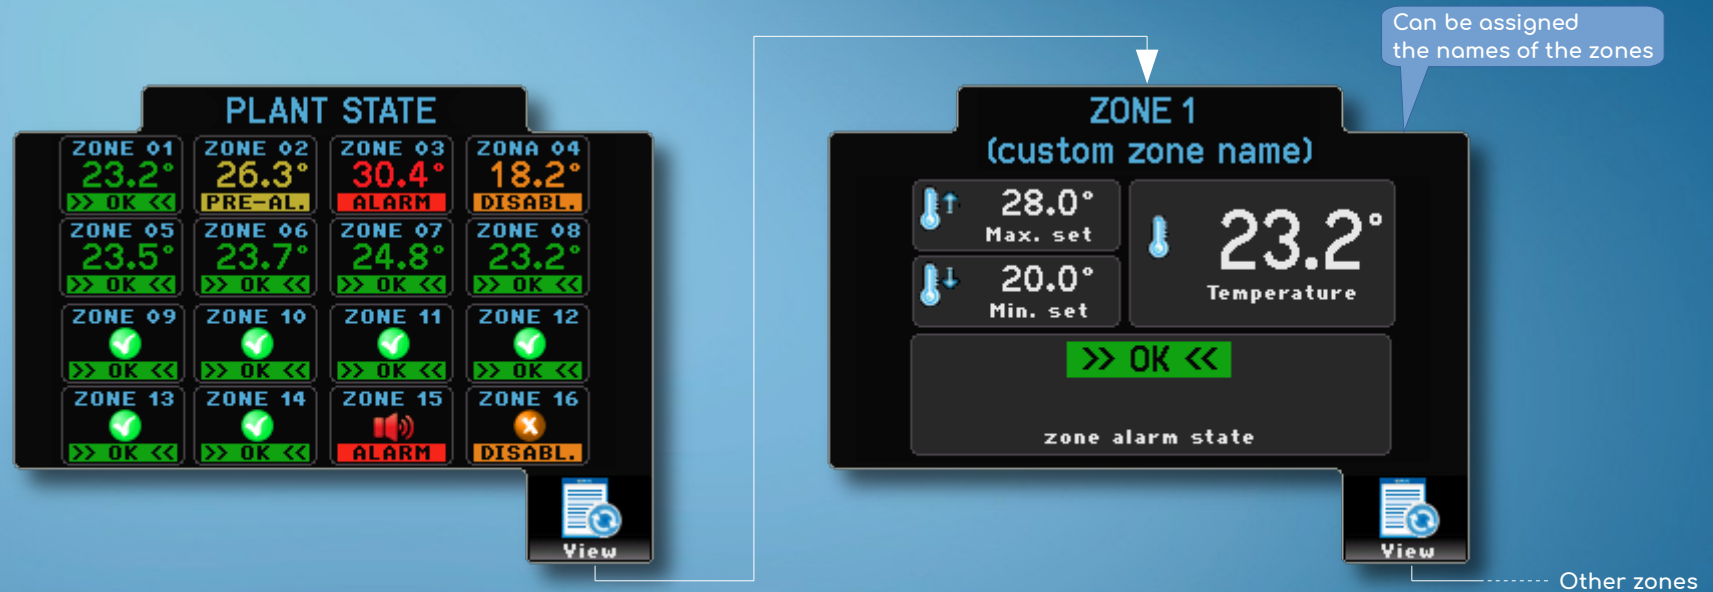 Can be assigned
the names of the zones
PLANT STATE
ZONE 01 ZONE 02 ZONE 03 ZONA 04
23.2° 26.3° 30.4° 18.2°
>> OK << PRE-AL. ALARM DISABL.
ZONE 05 ZONE 06 ZONE 07 ZONE 08
23.5° 23.7° 24.8° 23.2°
>> OK << >> OK << >> OK << >> OK <<
ZONE 09 ZONE 10 ZONE 11 ZONE 12
>> OK << >> OK << >> OK << >> OK <<
ZONE 13 ZONE 14 ZONE 15 ZONE 16
>> OK << >> OK << ALARM DISABL.
View
ZONE 1
(custom zone name)
28.0°
Max. set
20.0°
Min. set
23.2°
Temperature
>> OK <<
zone alarm state
View
Other zones